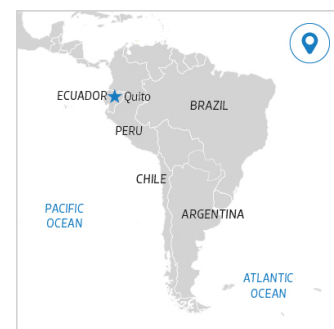 ECUADOR Quito
BRAZIL
PERU
CHILE
PACIFIC
OCEAN
ARGENTINA
ATLANTIC
OCEAN